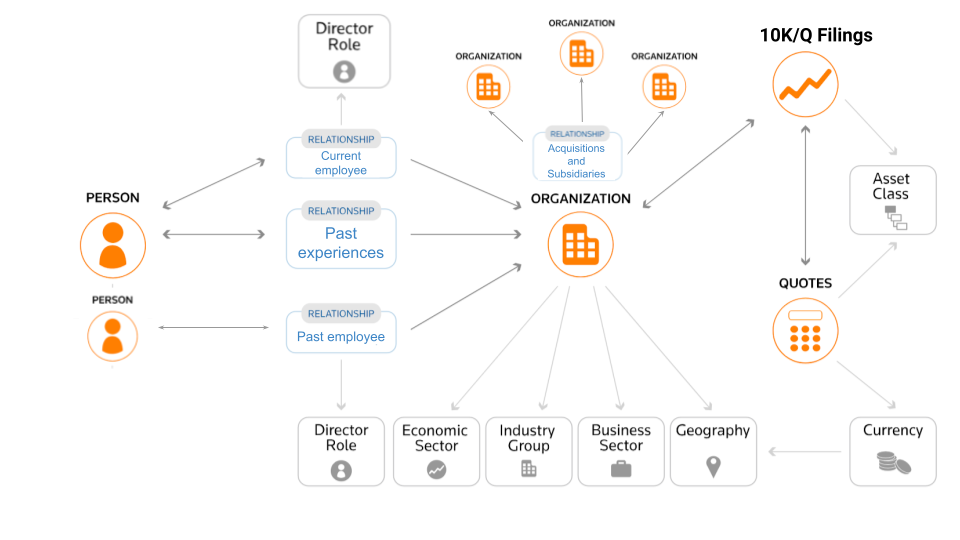 Director
Role
ORGANIZATION
ORGANIZATION
ORGANIZATION
10K/Q Filings
RELATIONSHIP
Current
employee
RELATIONSHIP
Acquisitions
and
Subsidiaries
PERSON
RELATIONSHIP
Past
experiences
ORGANIZATION
Asset
Class
PERSON
RELATIONSHIP
Past employee
QUOTES
Director
Role
Economic
Sector
Industry
Group
Business
Sector
Geography
Currency